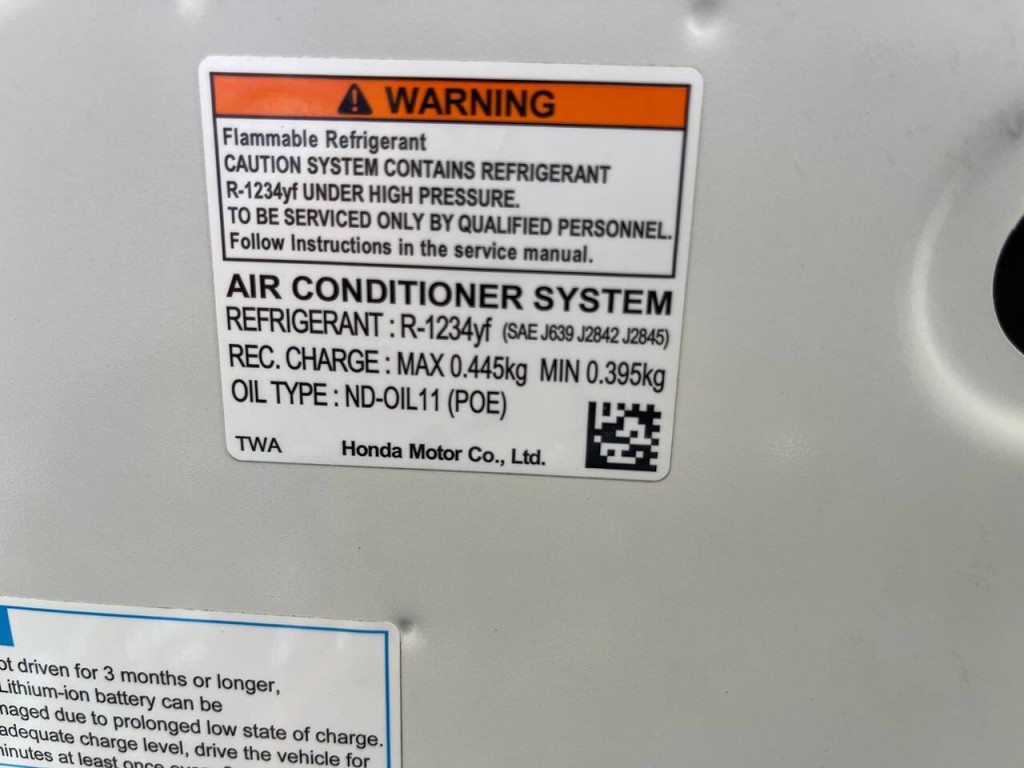 WARNING
Flammable Refrigerant
CAUTION SYSTEM CONTAINS REFRIGERANT
R-1234yf UNDER HIGH PRESSURE.
TO BE SERVICED ONLY BY QUALIFIED PERSONNEL.
Follow Instructions in the service manual.
AIR CONDITIONER SYSTEM
REFRIGERANT : R-1234yf (SAE J639 J2842 J2845)
REC. CHARGE : MAX 0.445kg MIN 0.395kg
OIL TYPE : ND-OIL11 (POE)
TWA Honda Motor Co., Ltd.
driven for 3 months or longer,
Lithium-ion battery can be
due to prolonged low state of charge.
adequate charge level, drive the vehicle for
at least once